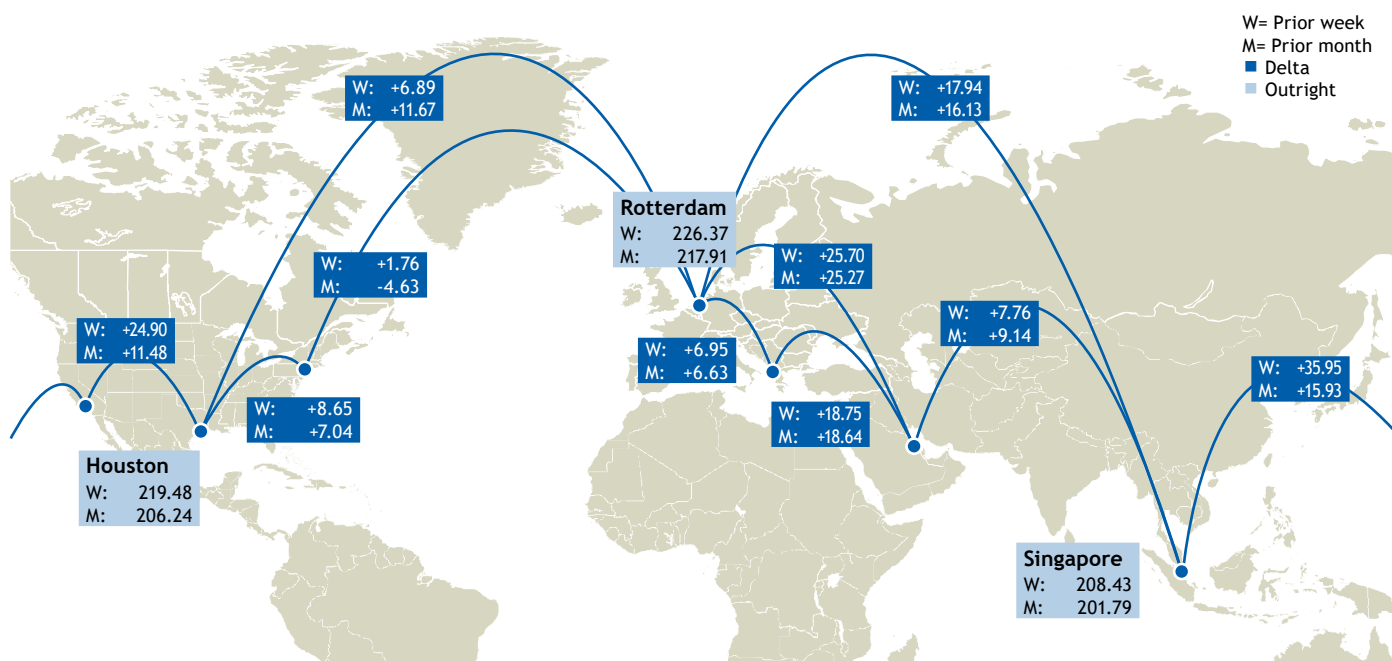 W= Prior week
M= Prior month
Delta
Outright
W: +6.89
M: +11.67
W: +17.94
M: +16.13
Rotterdam
W: 226.37
M: 217.91
W: +1.76
M: -4.63
W: +25.70
M: +25.27
W: +24.90
M: +11.48
W: +7.76
M: +9.14
W: +6.95
M: +6.63
W: +35.95
M: +15.93
W: +8.65
M: +7.04
W: +18.75
M: +18.64
Houston
W: 219.48
M: 206.24
Singapore
W: 208.43
M: 201.79